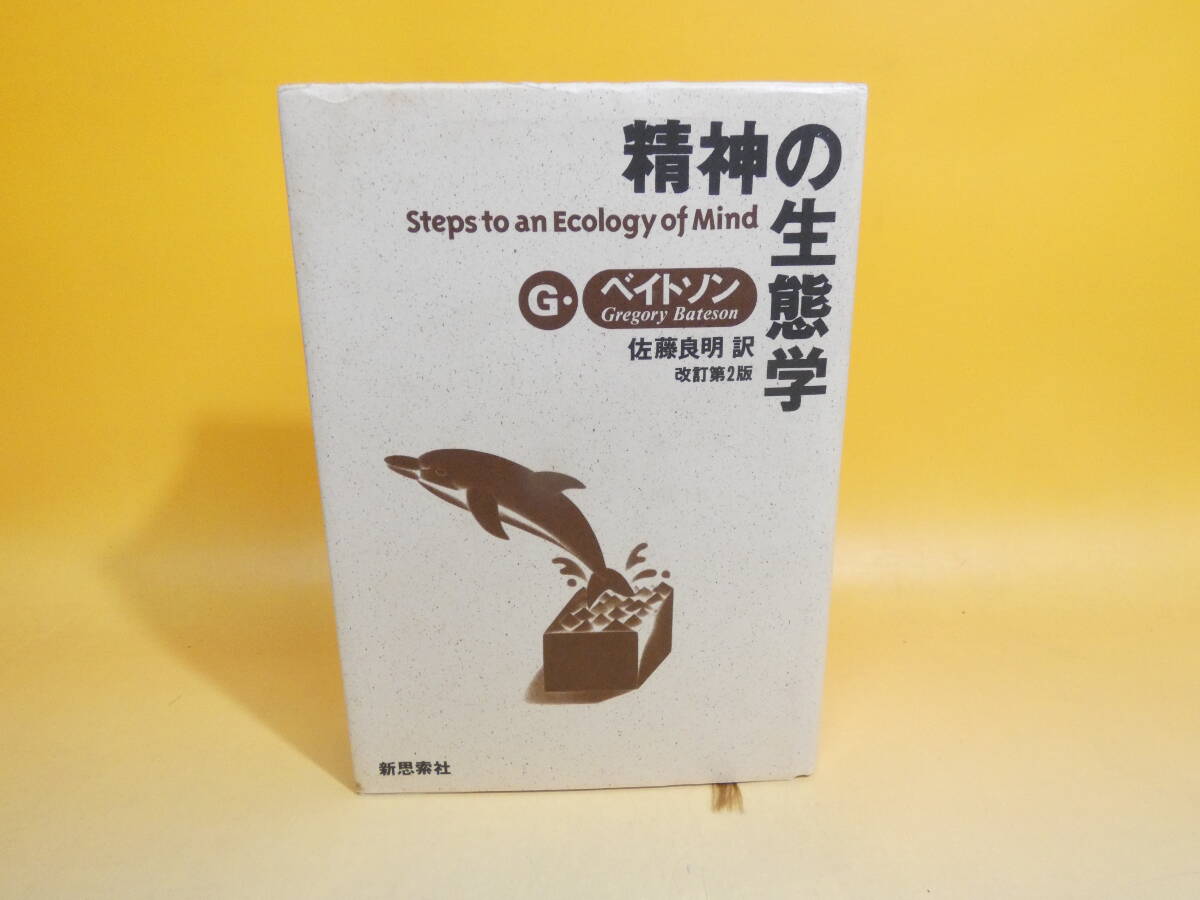 精神の生態学
Steps to an Ecology of Mind
G・ベイトソン
Gregory Bateson
佐藤良明 訳
改訂第2版
新思索社